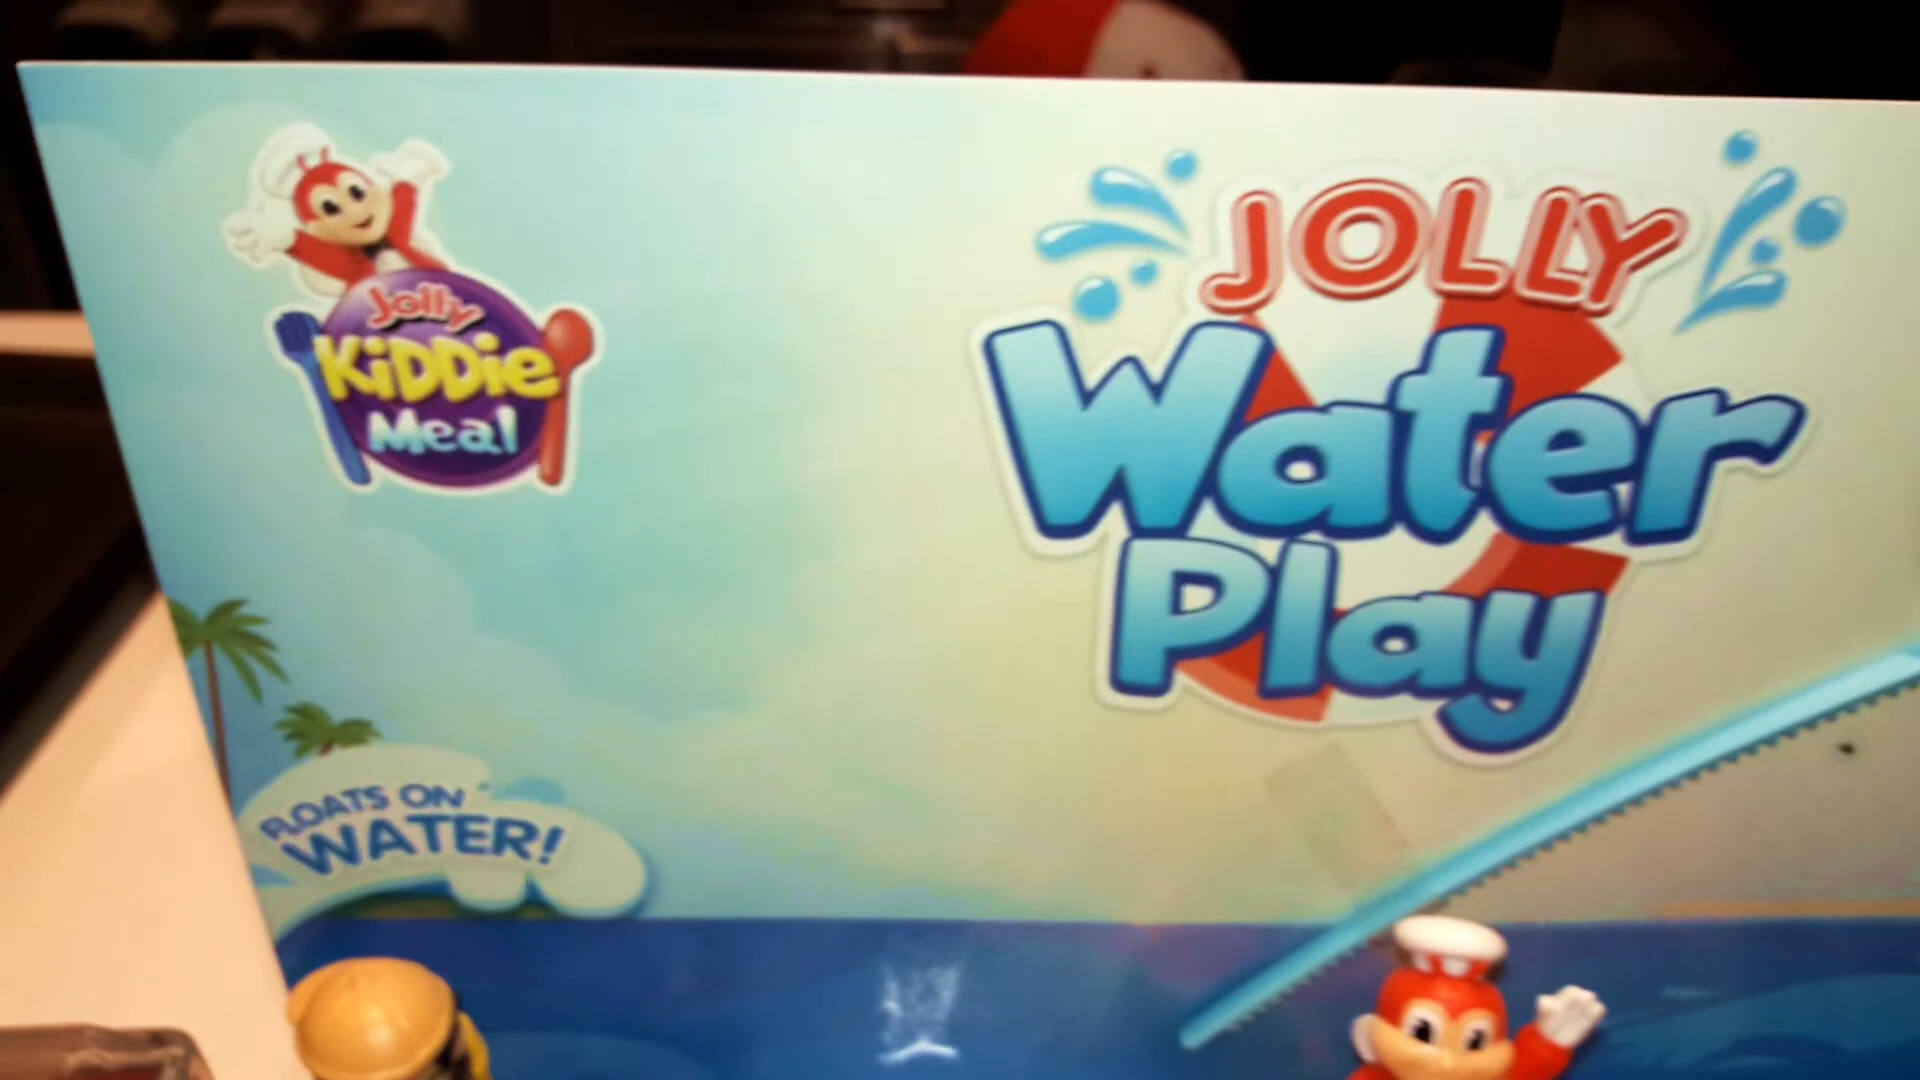 Jolly
KiDDie
Meal
JOLLY
Water
Play
FLOATS ON
WATER!